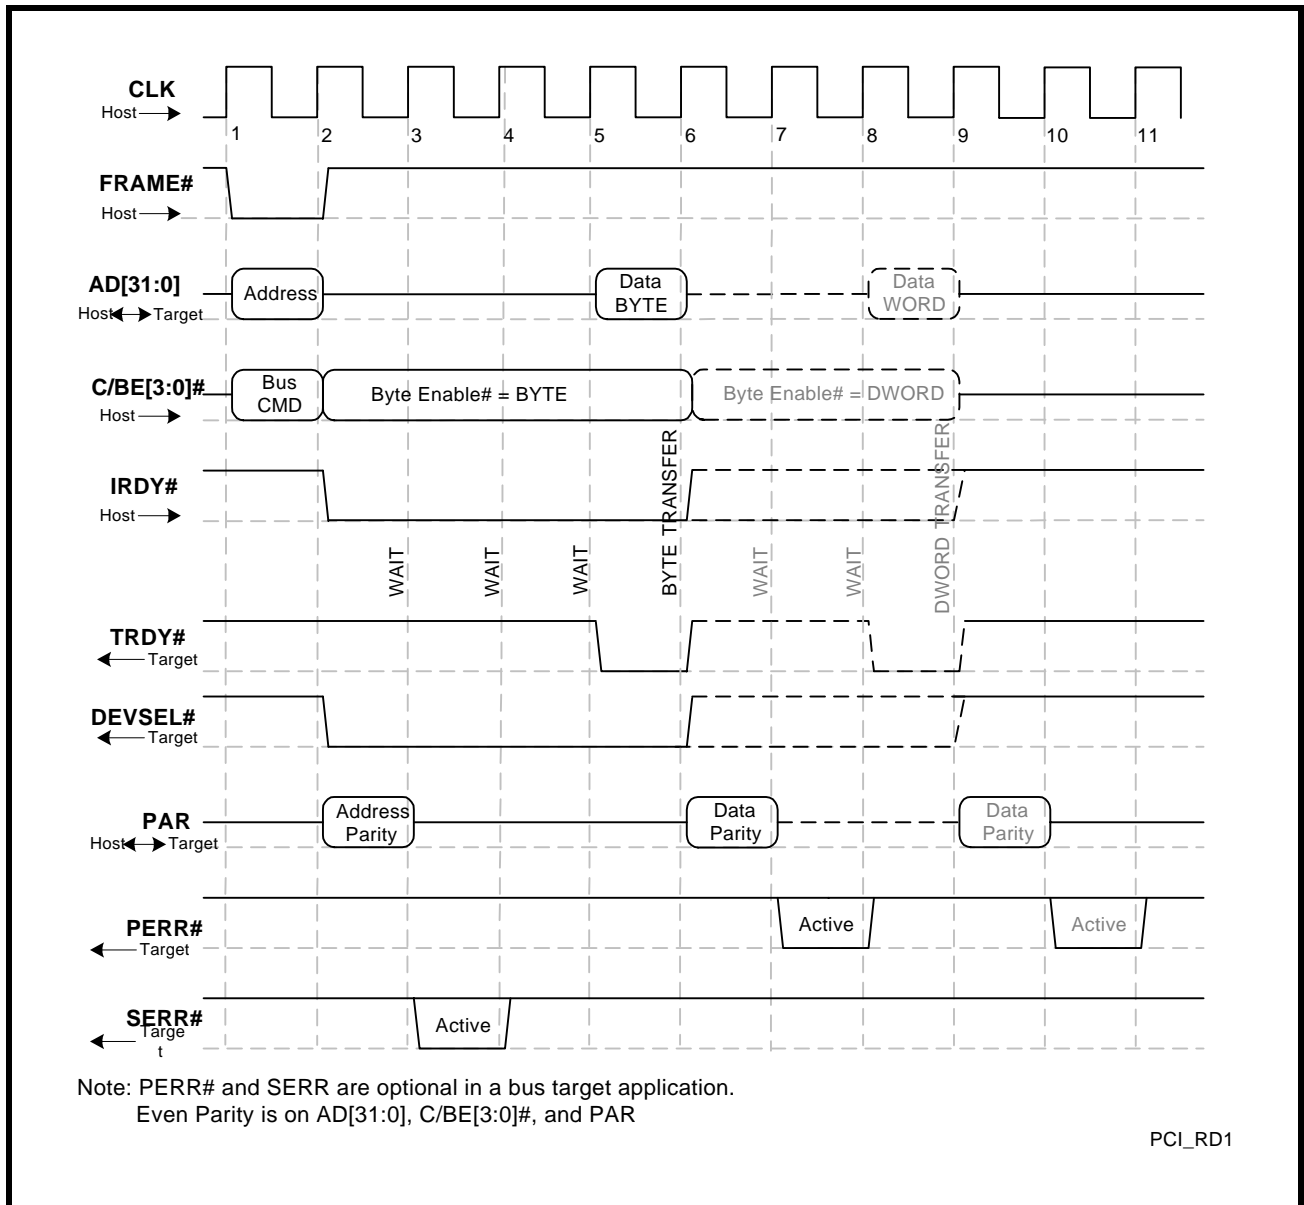 CLK
Host
1 2 3 4 5 6 7 8 9 10 11
FRAME#
Host
AD[31:0]
Host Target
Address
Data
BYTE
Data
WORD
C/BE[3:0]#
Host
Bus
CMD
Byte Enable# = BYTE
Byte Enable# = DWORD
IRDY#
Host
WAIT
WAIT
WAIT
BYTE TRANSFER
WAIT
WAIT
DWORD TRANSFER
TRDY#
Target
DEVSEL#
Target
PAR
Host Target
Address
Parity
Data
Parity
Data
Parity
PERR#
Target
Active
Active
SERR#
Targe
t
Active
Note: PERR# and SERR are optional in a bus target application.
Even Parity is on AD[31:0], C/BE[3:0]#, and PAR
PCI_RD1